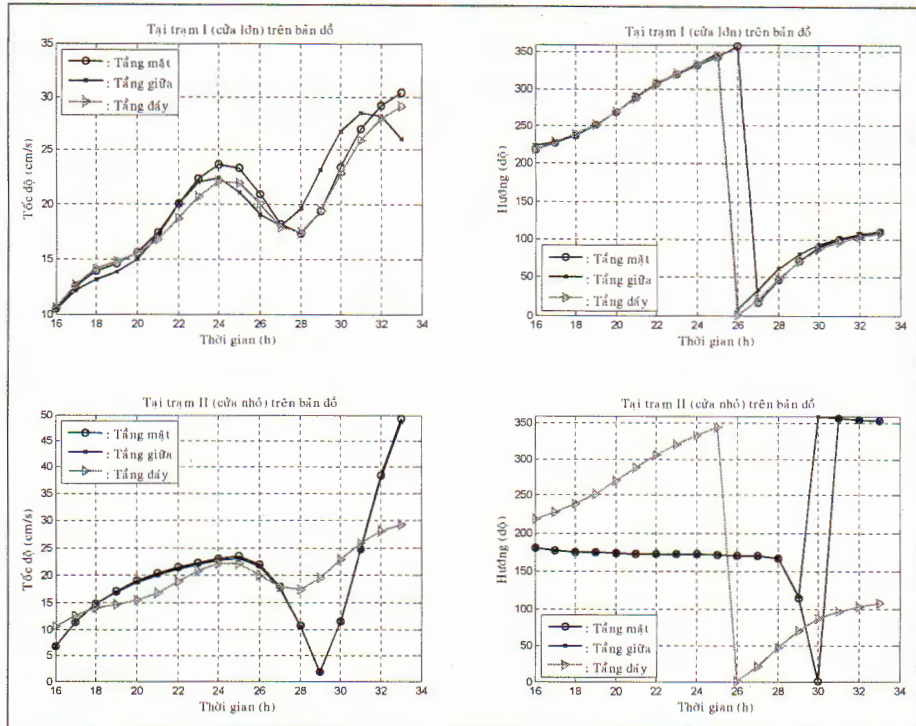 Tại trạm I (cửa lớn) trên bản đồ
Tốc độ (cm/s)
35
30
25
20
15
10
: Tầng mặt
: Tầng giữa
: Tầng đáy
16 18 20 22 24 26 28 30 32 34
Thời gian (h)
Tại trạm I (cửa lớn) trên bản đồ
Hướng (độ)
350
300
250
200
150
100
50
0
: Tầng mặt
: Tầng giữa
: Tầng đáy
16 18 20 22 24 26 28 30 32 34
Thời gian (h)
Tại trạm II (cửa nhỏ) trên bản đồ
Tốc độ (cm/s)
50
45
40
35
30
25
20
15
10
5
0
: Tầng mặt
: Tầng giữa
: Tầng đáy
16 18 20 22 24 26 28 30 32 34
Thời gian (h)
Tại trạm II (cửa nhỏ) trên bản đồ
Hướng (độ)
350
300
250
200
150
100
50
0
: Tầng mặt
: Tầng giữa
: Tầng đáy
16 18 20 22 24 26 28 30 32 34
Thời gian (h)